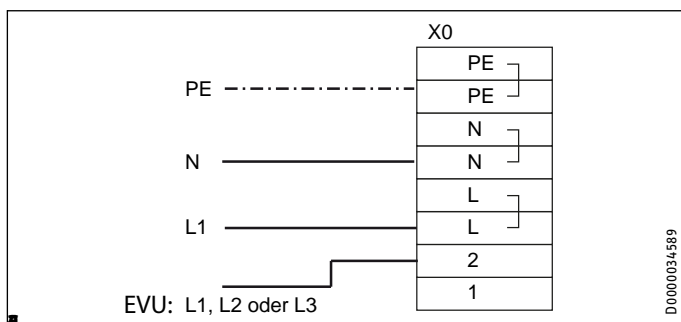 X0
PE
PE
PE
N
N
N
L
L1
L
2
1
EVU: L1, L2 oder L3
D0000034589